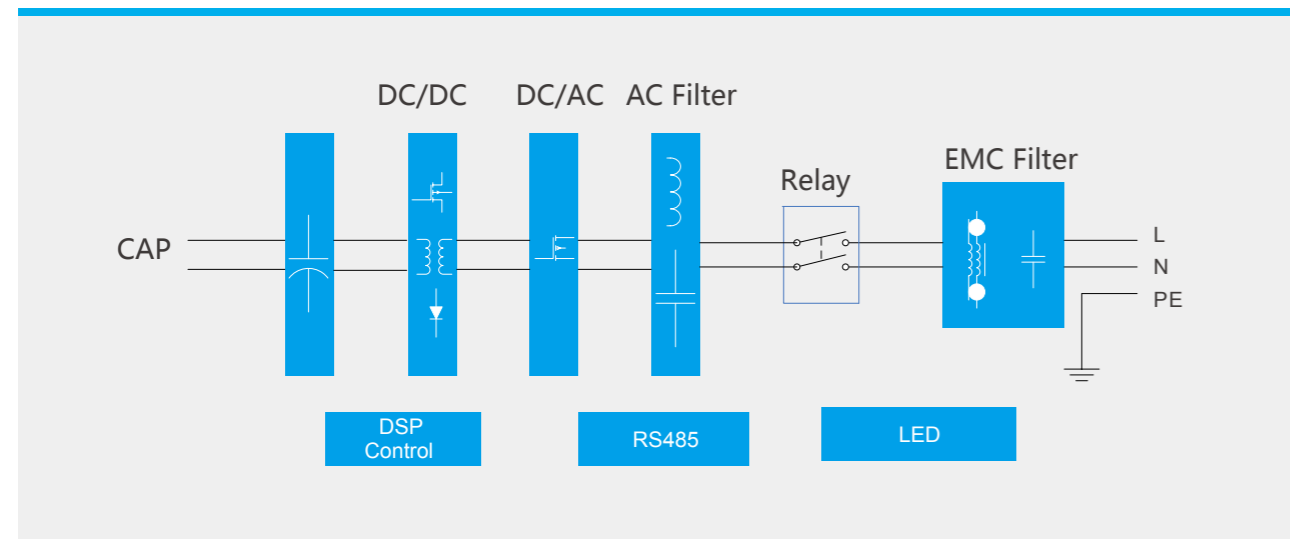 DC/DC
DC/AC
AC Filter
EMC Filter
Relay
CAP
L
N
PE
DSP
Control
RS485
LED